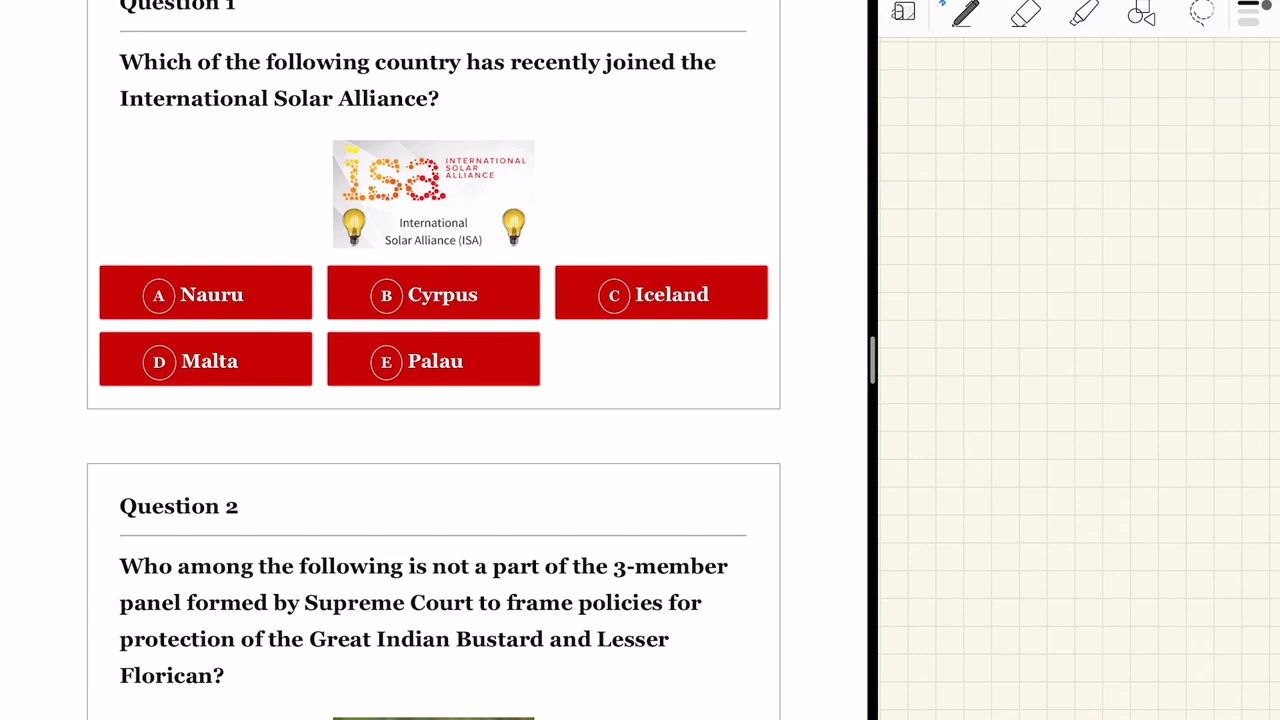 Question 1
Which of the following country has recently joined the
International Solar Alliance?
isa INTERNATIONAL
SOLAR
ALLIANCE
International
Solar Alliance (ISA)
A Nauru
B Cyrpus
C Iceland
D Malta
E Palau
Question 2
Who among the following is not a part of the 3-member
panel formed by Supreme Court to frame policies for
protection of the Great Indian Bustard and Lesser
Florican?